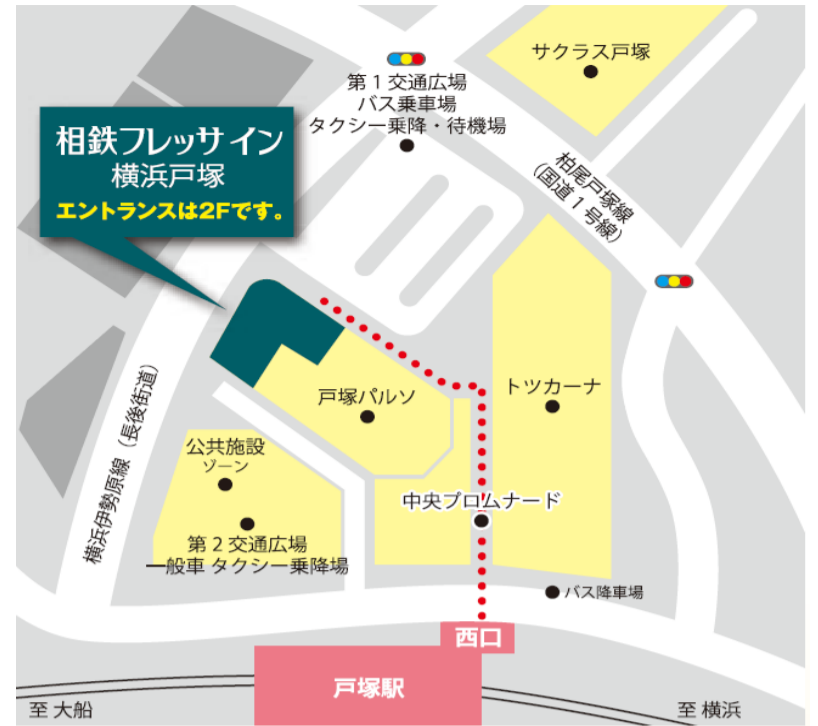 サクラス戸塚
第1交通広場
バス乗車場
タクシー乗降・待機場
相鉄フレッサイン
横浜戸塚
エントランスは2Fです。
柏尾戸塚線
(国道1号線)
戸塚パルソ
トツカーナ
横浜伊勢原線(長後街道)
公共施設
ゾーン
中央プロムナード
第2交通広場
一般車 タクシー乗降場
バス降車場
西口
戸塚駅
至 大船
至 横浜